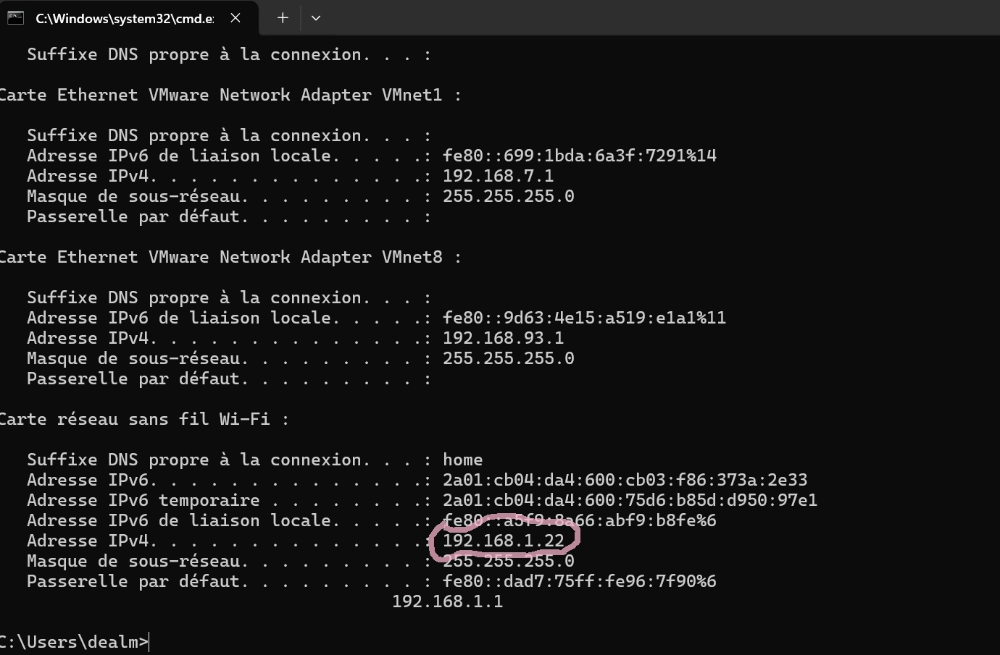 C:\Windows\system32\cmd.e
Suffixe DNS propre à la connexion. . . :
Carte Ethernet VMware Network Adapter VMnet1 :
Suffixe DNS propre à la connexion. . . :
Adresse IPv6 de liaison locale. . . . .: fe80::699:1bda:6a3f:7291%14
Adresse IPv4. . . . . . . . . . . . . .: 192.168.7.1
Masque de sous-réseau. . . . . . . . . : 255.255.255.0
Passerelle par défaut. . . . . . . . . :
Carte Ethernet VMware Network Adapter VMnet8 :
Suffixe DNS propre à la connexion. . . :
Adresse IPv6 de liaison locale. . . . .: fe80::9d63:4e15:a519:e1a1%11
Adresse IPv4. . . . . . . . . . . . . .: 192.168.93.1
Masque de sous-réseau. . . . . . . . . : 255.255.255.0
Passerelle par défaut. . . . . . . . . :
Carte réseau sans fil Wi-Fi :
Suffixe DNS propre à la connexion. . . : home
Adresse IPv6. . . . . . . . . . . . . .: 2a01:cb04:da4:600:cb03:f86:373a:2e33
Adresse IPv6 temporaire . . . . . . . .: 2a01:cb04:da4:600:75d6:b85d:d950:97e1
Adresse IPv6 de liaison locale. . . . .: fe80::a5f9:8a66:abf9:b8fe%6
Adresse IPv4. . . . . . . . . . . . . .: 192.168.1.22
Masque de sous-réseau. . . . . . . . . : 255.255.255.0
Passerelle par défaut. . . . . . . . . : fe80::dad7:75ff:fe96:7f90%6
192.168.1.1
C:\Users\dealm>